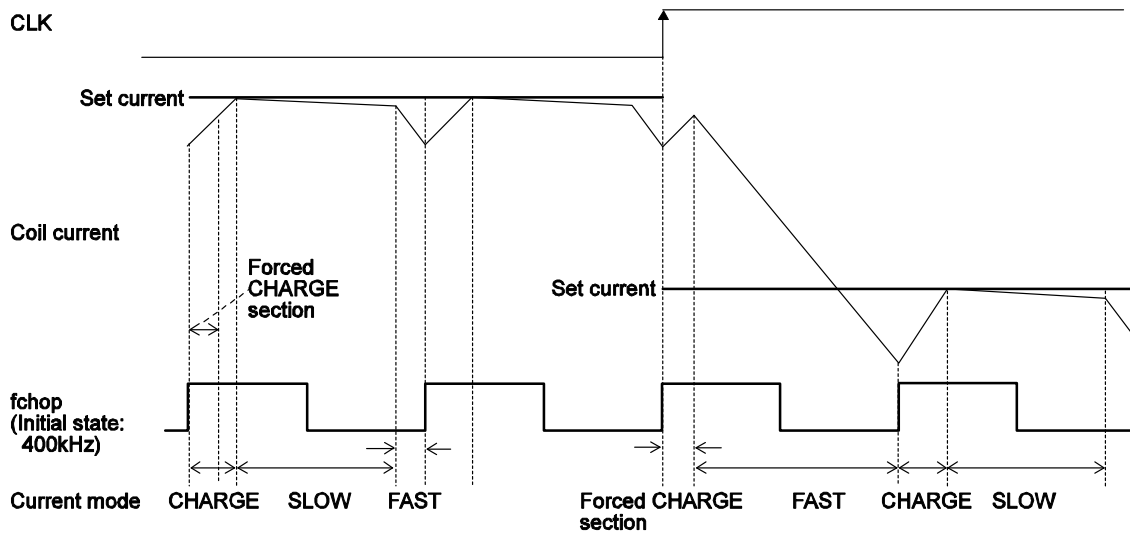 CLK
Set current
Coil current
Forced
CHARGE
section
Set current
fchop
(Initial state:
400kHz)
Current mode CHARGE SLOW FAST Forced CHARGE FAST CHARGE SLOW
section